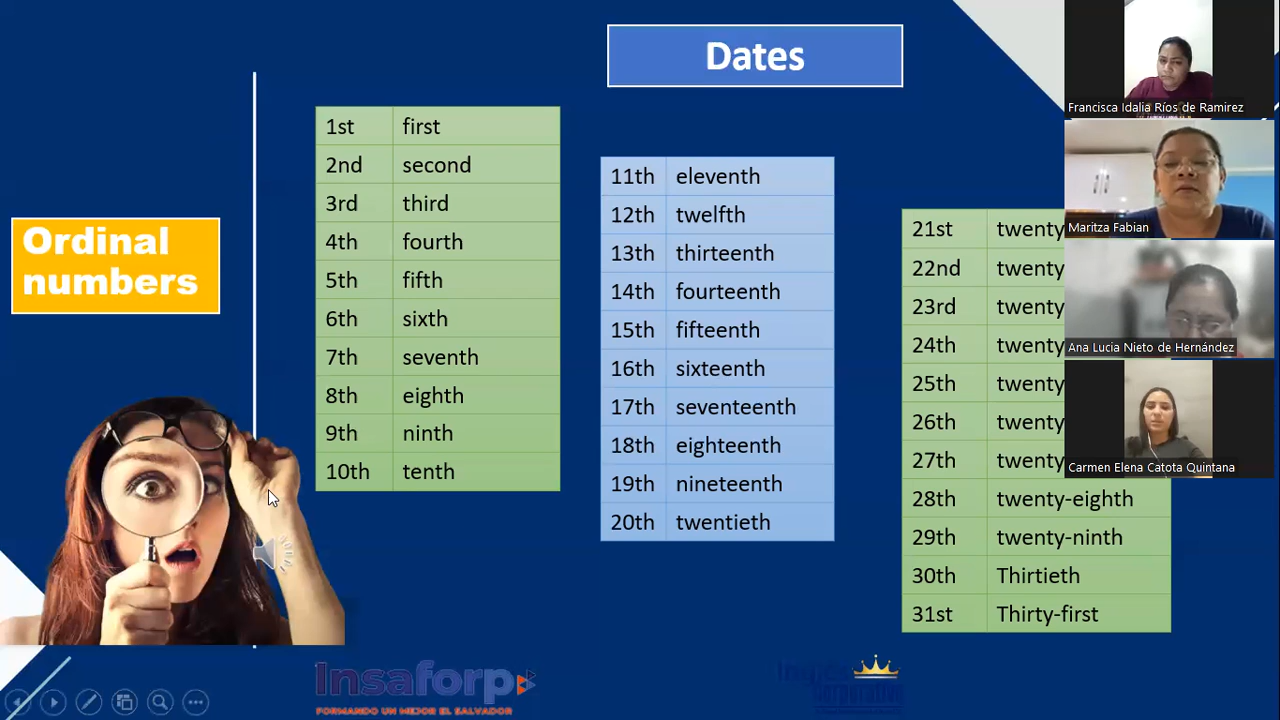 Dates
Ordinal
numbers
1st first
2nd second
3rd third
4th fourth
5th fifth
6th sixth
7th seventh
8th eighth
9th ninth
10th tenth
11th eleventh
12th twelfth
13th thirteenth
14th fourteenth
15th fifteenth
16th sixteenth
17th seventeenth
18th eighteenth
19th nineteenth
20th twentieth
21st twenty
22nd twenty
23rd twenty
24th twenty
25th twenty
26th twenty
27th twenty
28th twenty-eighth
29th twenty-ninth
30th Thirtieth
31st Thirty-first
Francisca Idalia Ríos de Ramirez
Maritza Fabian
Ana Lucia Nieto de Hernández
Carmen Elena Catota Quintana
Insaforp
FORMANDO UN MEJOR EL SALVADOR